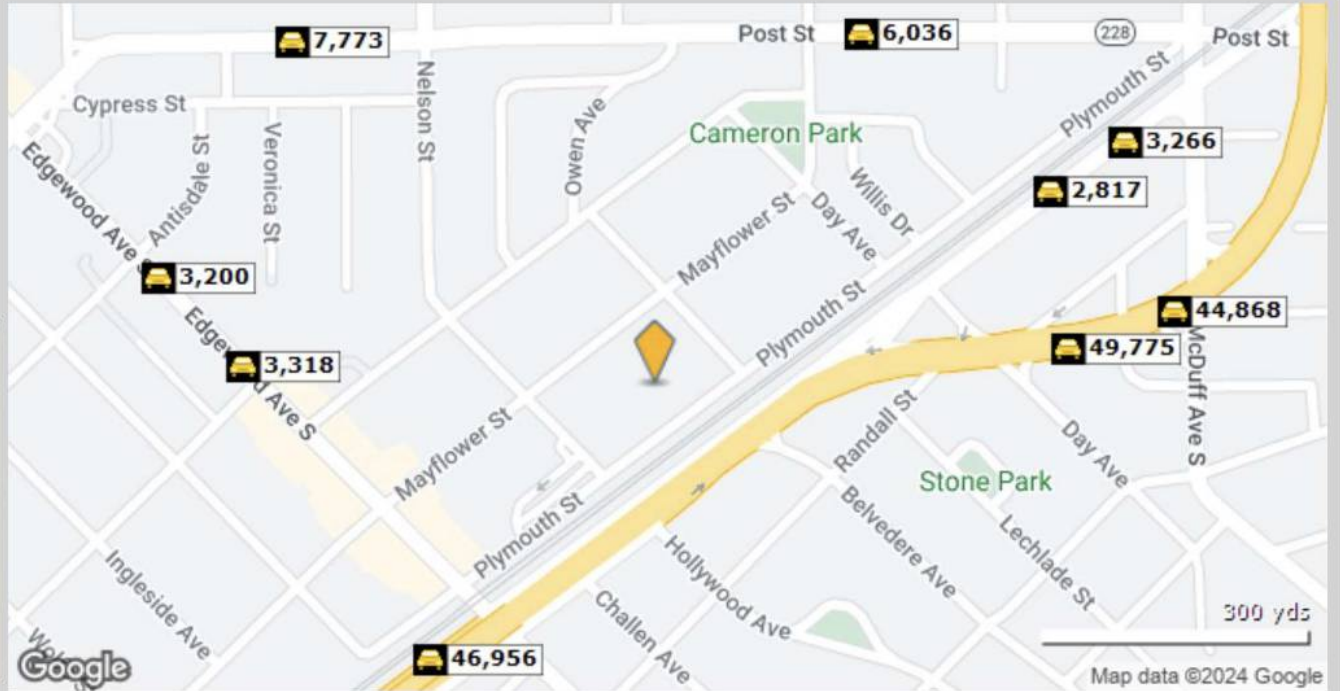 7,773
Post St
6,036
228
Post St
Nelson St
Plymouth St
Cypress St
Cameron Park
3,266
Edgewood Ave S
Antisdale St
Veronica St
Owen Ave
Willis Dr
2,817
Mayflower St
Day Ave
3,200
Plymouth St
44,868
3,318
Edgewood Ave S
49,775
McDuff Ave S
Mayflower St
Randall St
Day Ave
Stone Park
Plymouth St
Belvedere Ave
Lechlade St
Ingleside Ave
Hollywood Ave
Challen Ave
300 yds
46,956
Google
Map data ©2024 Google